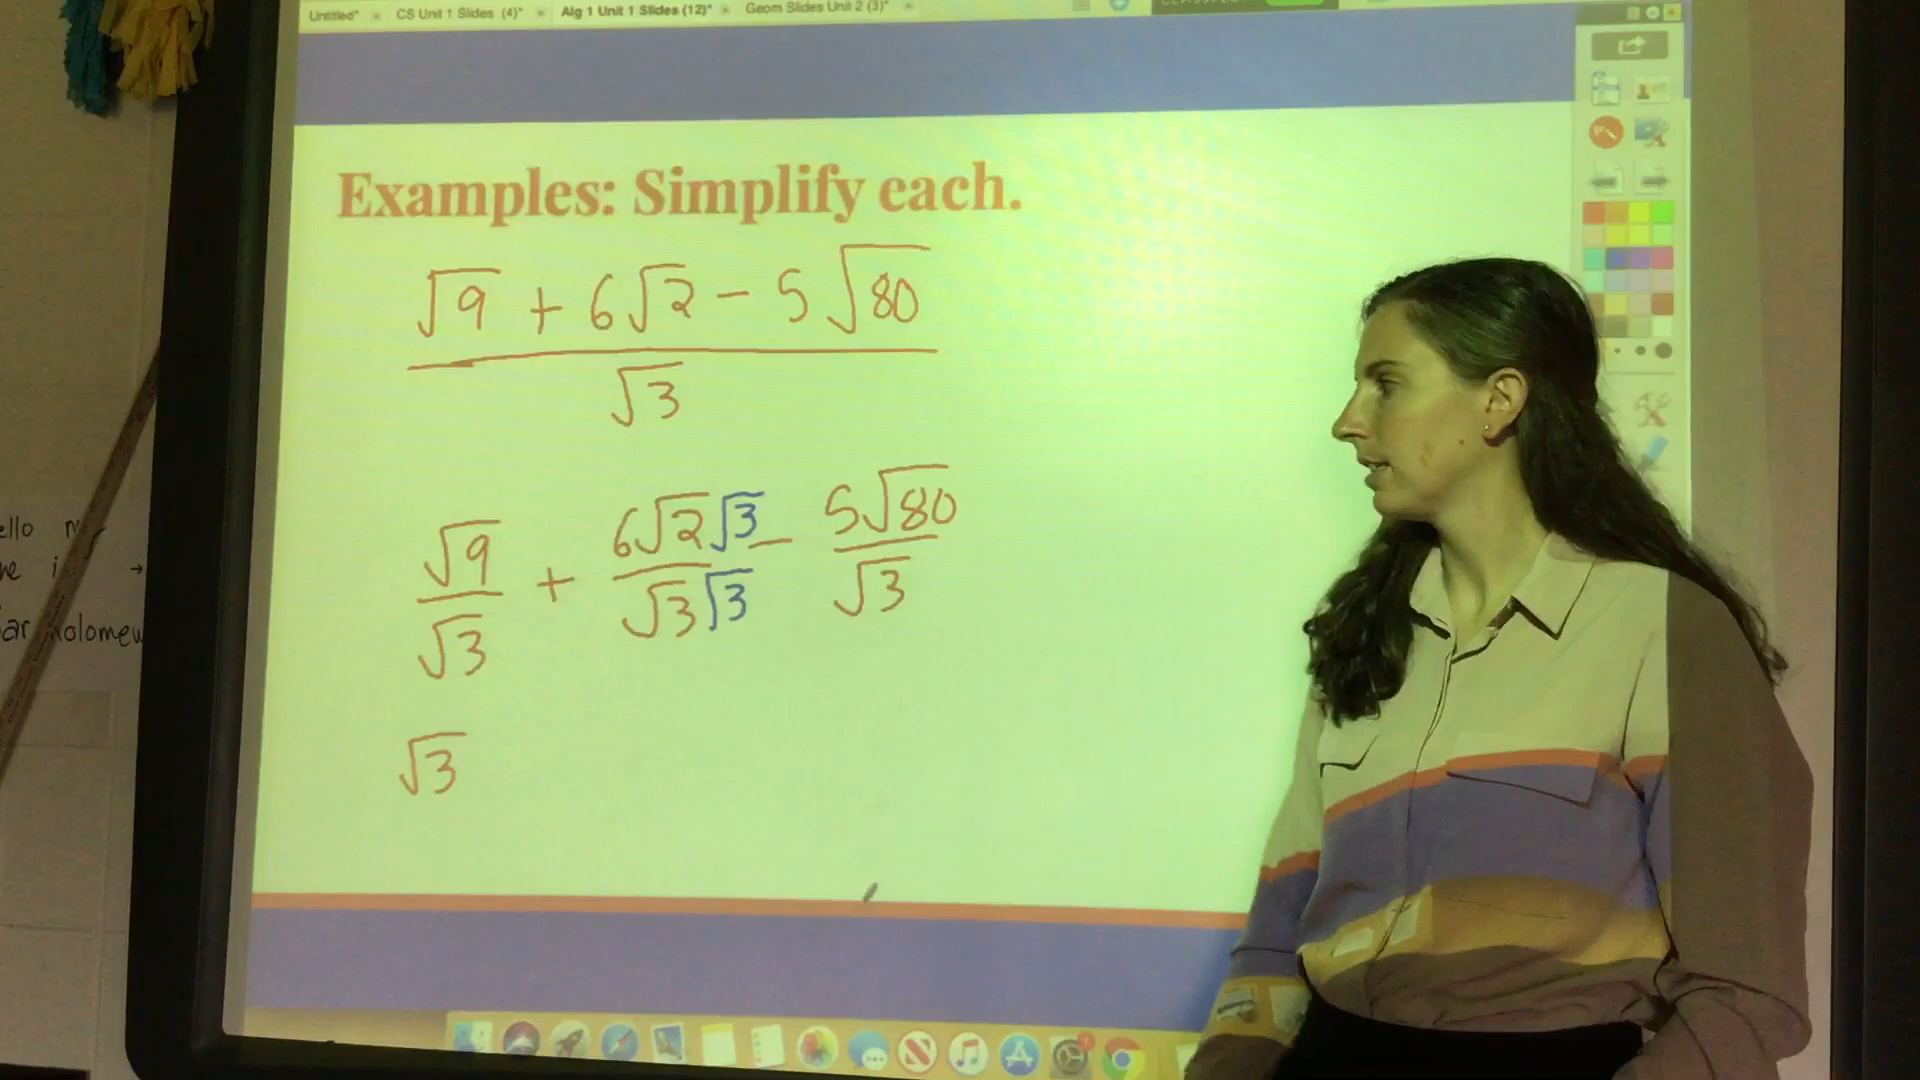 Untitled* CS Unit 1 Slides (4)* Alg 1 Unit 1 Slides (12)* Geom Slides Unit 2 (3)*
Examples: Simplify each.
√9 + 6√2 − 5√80
√3
√9 + 6√2√3 − 5√80
√3 √3√3 √3
√3
ello